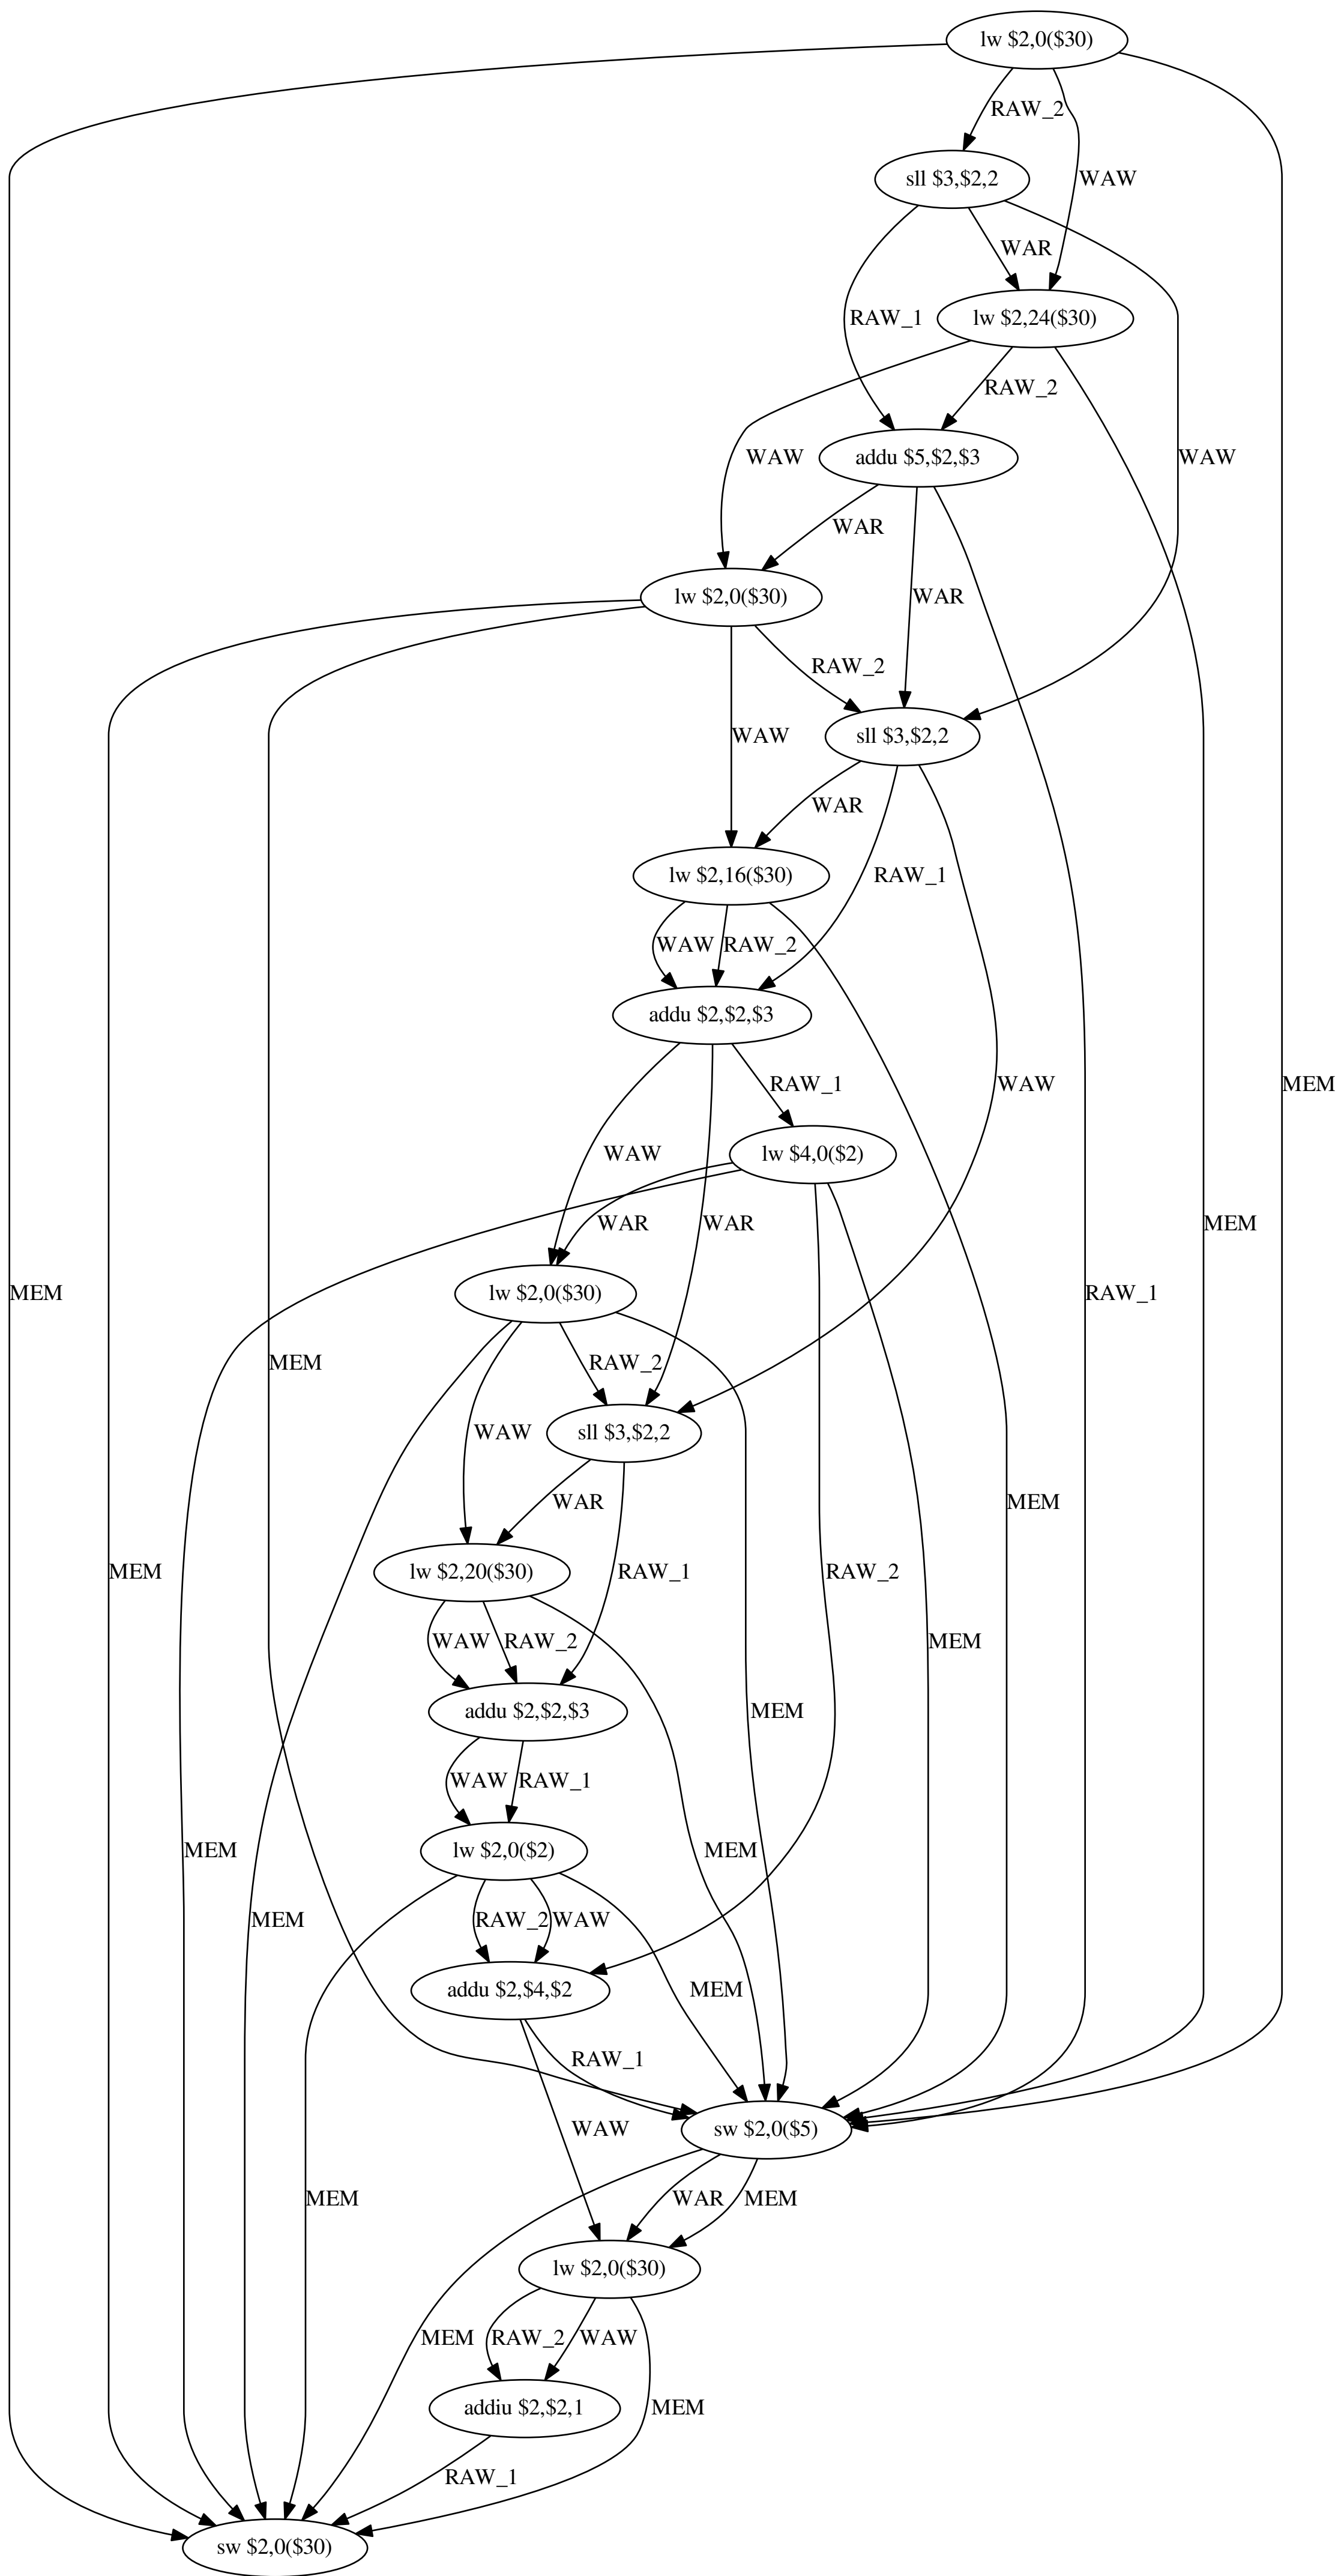 lw $2,0($30)
RAW_2
sll $3,$2,2
WAW
WAR
lw $2,24($30)
RAW_1
RAW_2
addu $5,$2,$3
WAW
WAW
WAR
lw $2,0($30)
WAR
RAW_2
sll $3,$2,2
WAW
WAR
lw $2,16($30)
RAW_1
WAW
RAW_2
addu $2,$2,$3
RAW_1
WAW
MEM
lw $4,0($2)
WAW
WAR
WAR
MEM
MEM
lw $2,0($30)
RAW_1
MEM
RAW_2
sll $3,$2,2
WAW
WAR
MEM
lw $2,20($30)
MEM
RAW_1
RAW_2
WAW
RAW_2
MEM
addu $2,$2,$3
MEM
WAW
RAW_1
lw $2,0($2)
MEM
MEM
MEM
RAW_2
WAW
addu $2,$4,$2
MEM
RAW_1
sw $2,0($5)
WAW
MEM
WAR
MEM
lw $2,0($30)
MEM
RAW_2
WAW
addiu $2,$2,1
MEM
RAW_1
sw $2,0($30)